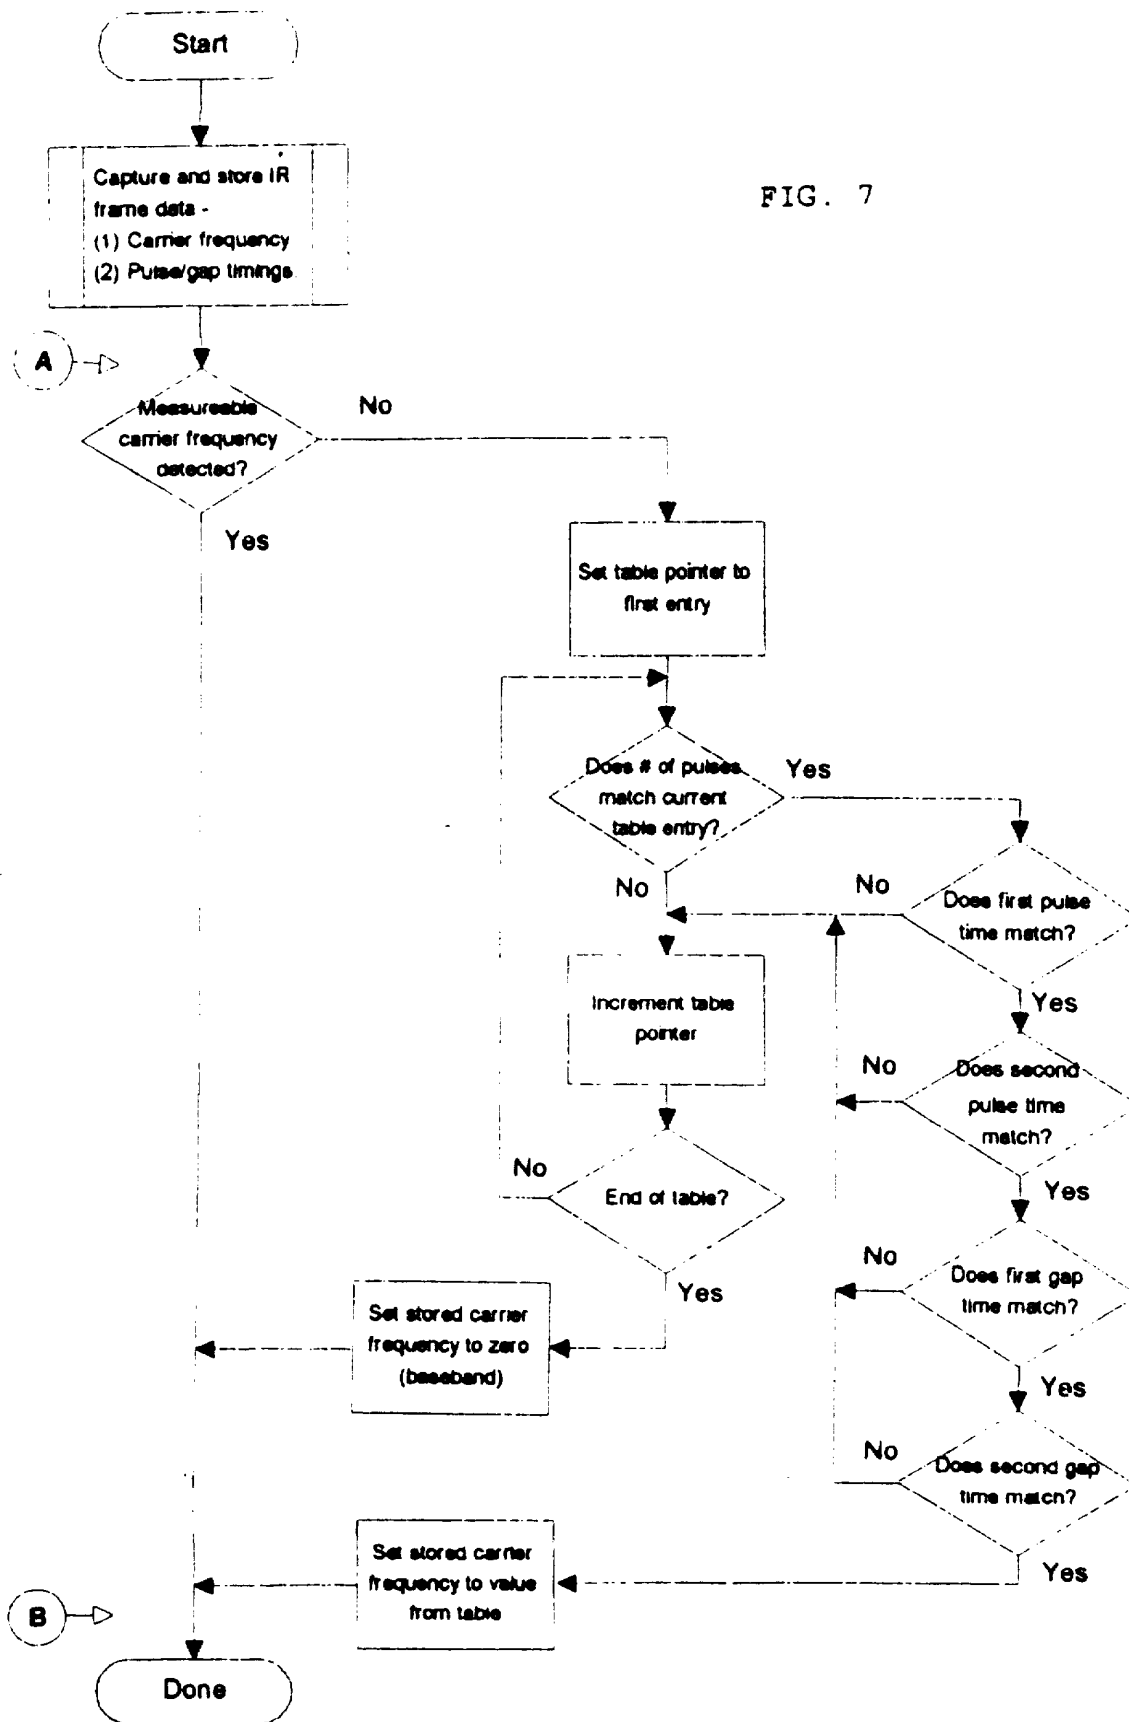 Start
Capture and store IR
frame data -
(1) Carrier frequency
(2) Pulse/gap timings
FIG. 7
A
Measureable
carrier frequency
detected?
No
Yes
Set table pointer to
first entry
Does # of pulses
match current
table entry?
Yes
No
Does first pulse
time match?
No
Yes
Increment table
pointer
Does second
pulse time
match?
No
Yes
End of table?
No
Yes
Does first gap
time match?
No
Yes
Set stored carrier
frequency to zero
(baseband)
Does second gap
time match?
No
Yes
Set stored carrier
frequency to value
from table
B
Done